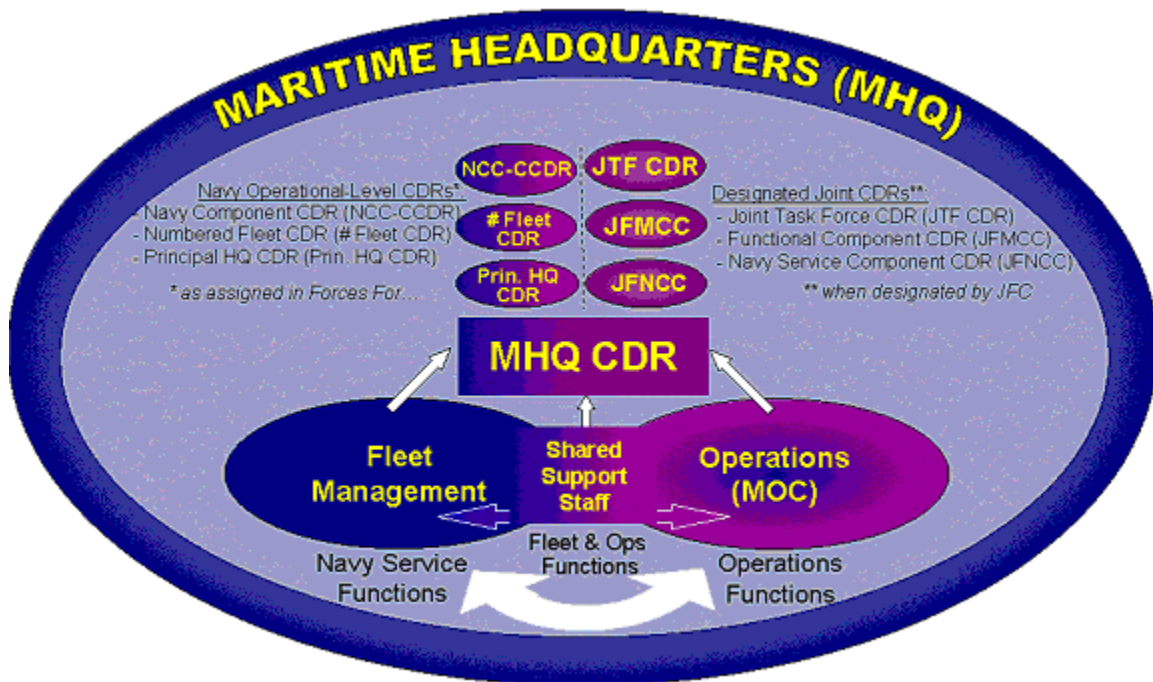 MARITIME HEADQUARTERS (MHQ)
NCC-CCDR
JTF CDR
Navy Operational-Level CDRs*
- Navy Component CDR (NCC-CCDR)
- Numbered Fleet CDR (# Fleet CDR)
- Principal HQ CDR (Prin. HQ CDR)
* as assigned in Forces For....
# Fleet
CDR
JFMCC
Prin. HQ
CDR
JFNCC
Designated Joint CDRs**:
- Joint Task Force CDR (JTF CDR)
- Functional Component CDR (JFMCC)
- Navy Service Component CDR (JFNCC)
** when designated by JFC
MHQ CDR
Fleet
Management
Shared
Support
Staff
Operations
(MOC)
Navy Service
Functions
Fleet & Ops
Functions
Operations
Functions